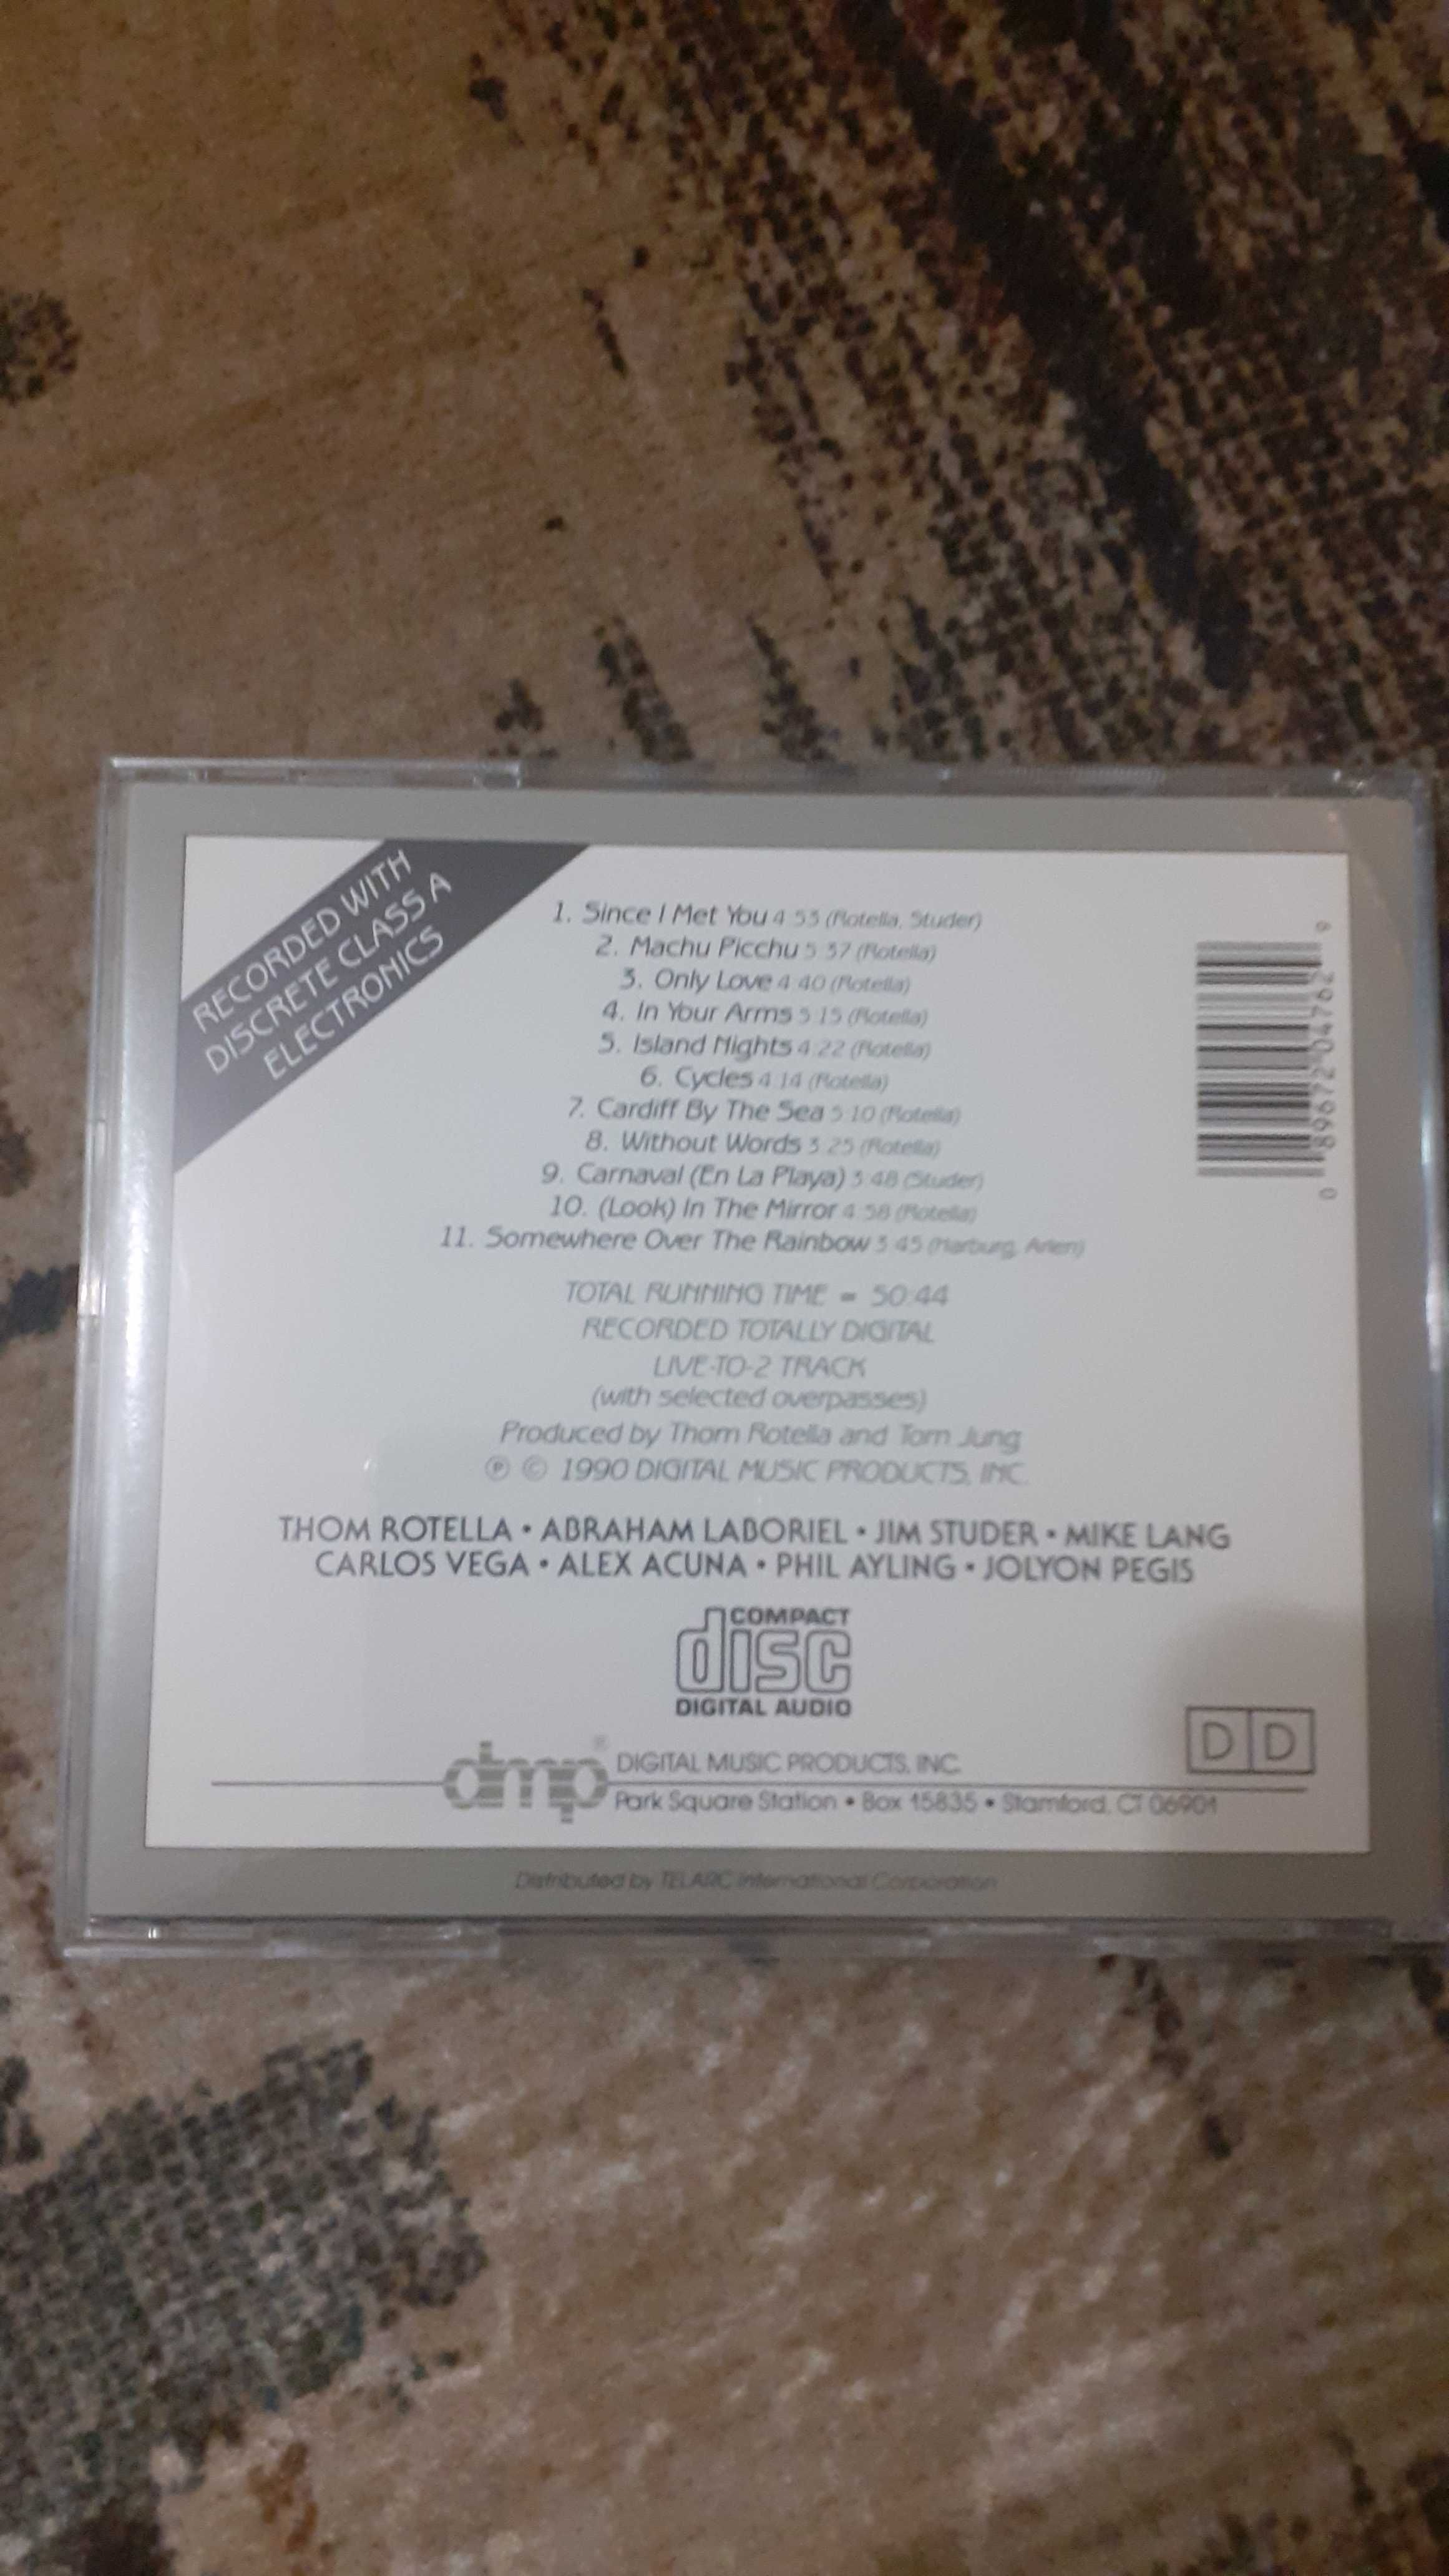 RECORDED WITH
DISCRETE CLASS A
ELECTRONICS
1. Since I Met You 4:53 (Rotella, Studer)
2. Machu Picchu 5:37 (Rotella)
3. Only Love 4:40 (Rotella)
4. In Your Arms 5:15 (Rotella)
5. Island Nights 4:22 (Rotella)
6. Cycles 4:14 (Rotella)
7. Cardiff By The Sea 5:10 (Rotella)
8. Without Words 3:25 (Rotella)
9. Carnaval (En La Playa) 3:48 (Studer)
10. (Look) In The Mirror 4:58 (Rotella)
11. Somewhere Over The Rainbow 3:45 (Harburg, Arlen)
TOTAL RUNNING TIME = 50:44
RECORDED TOTALLY DIGITAL
LIVE-TO-2 TRACK
(with selected overpasses)
Produced by Thom Rotella and Tom Jung
℗ © 1990 DIGITAL MUSIC PRODUCTS, INC.
THOM ROTELLA • ABRAHAM LABORIEL • JIM STUDER • MIKE LANG
CARLOS VEGA • ALEX ACUNA • PHIL AYLING • JOLYON PEGIS
COMPACT
disc
DIGITAL AUDIO
DD
dmp® DIGITAL MUSIC PRODUCTS, INC.
Park Square Station • Box 15835 • Stamford, CT 06901
Distributed by TELARC International Corporation
0 89672 04762 9